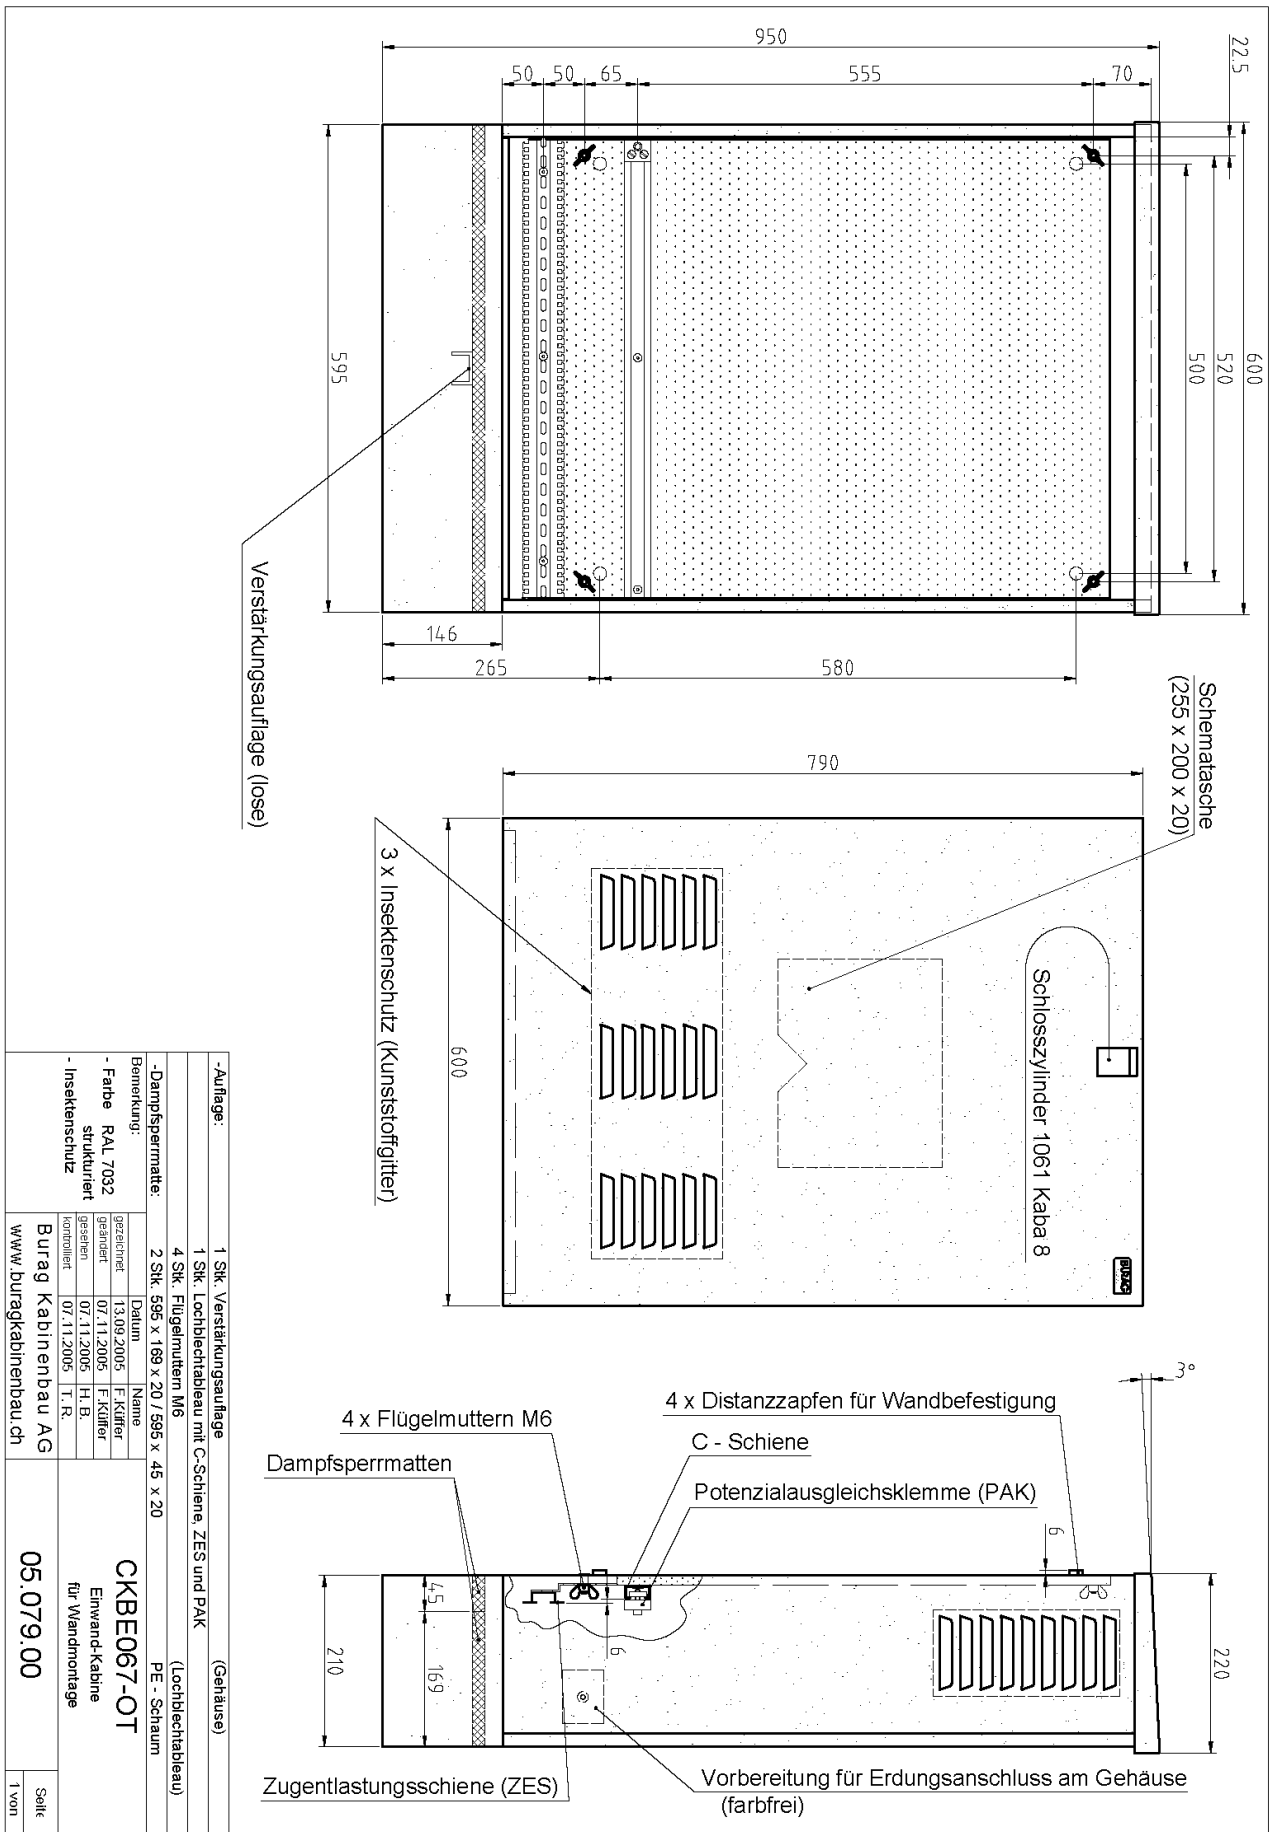 950
22.5
50
50
65
555
70
600
520
500
595
146
265
580
Verstärkungsauflage (lose)
Schematasche
(255 x 200 x 20)
790
600
3 x Insektenschutz (Kunststoffgitter)
Schlosszylinder 1061 Kaba 8
BURAG
3°
4 x Distanzzapfen für Wandbefestigung
4 x Flügelmuttern M6
C - Schiene
Dampfsperrmatten
Potenzialausgleichsklemme (PAK)
6
45
6
169
210
220
Zugentlastungsschiene (ZES)
Vorbereitung für Erdungsanschluss am Gehäuse
(farbfrei)
-Auflage: 1 Stk. Verstärkungsauflage (Gehäuse)
1 Stk. Lochblechtableau mit C-Schiene, ZES und PAK
4 Stk. Flügelmuttern M6 (Lochblechtableau)
-Dampfsperrmatte: 2 Stk. 595 x 169 x 20 / 595 x 45 x 20 PE - Schaum
Bemerkung:
- Farbe RAL 7032
strukturiert
- Insektenschutz
Datum Name
gezeichnet 13.09.2005 F.Küffer
geändert 07.11.2005 F.Küffer
gesehen 07.11.2005 H. B.
kontrolliert 07.11.2005 T. R.
Burag Kabinenbau AG
www.buragkabinenbau.ch
CKBE067-OT
Einwand-Kabine
für Wandmontage
05.079.00
Seite
1 von